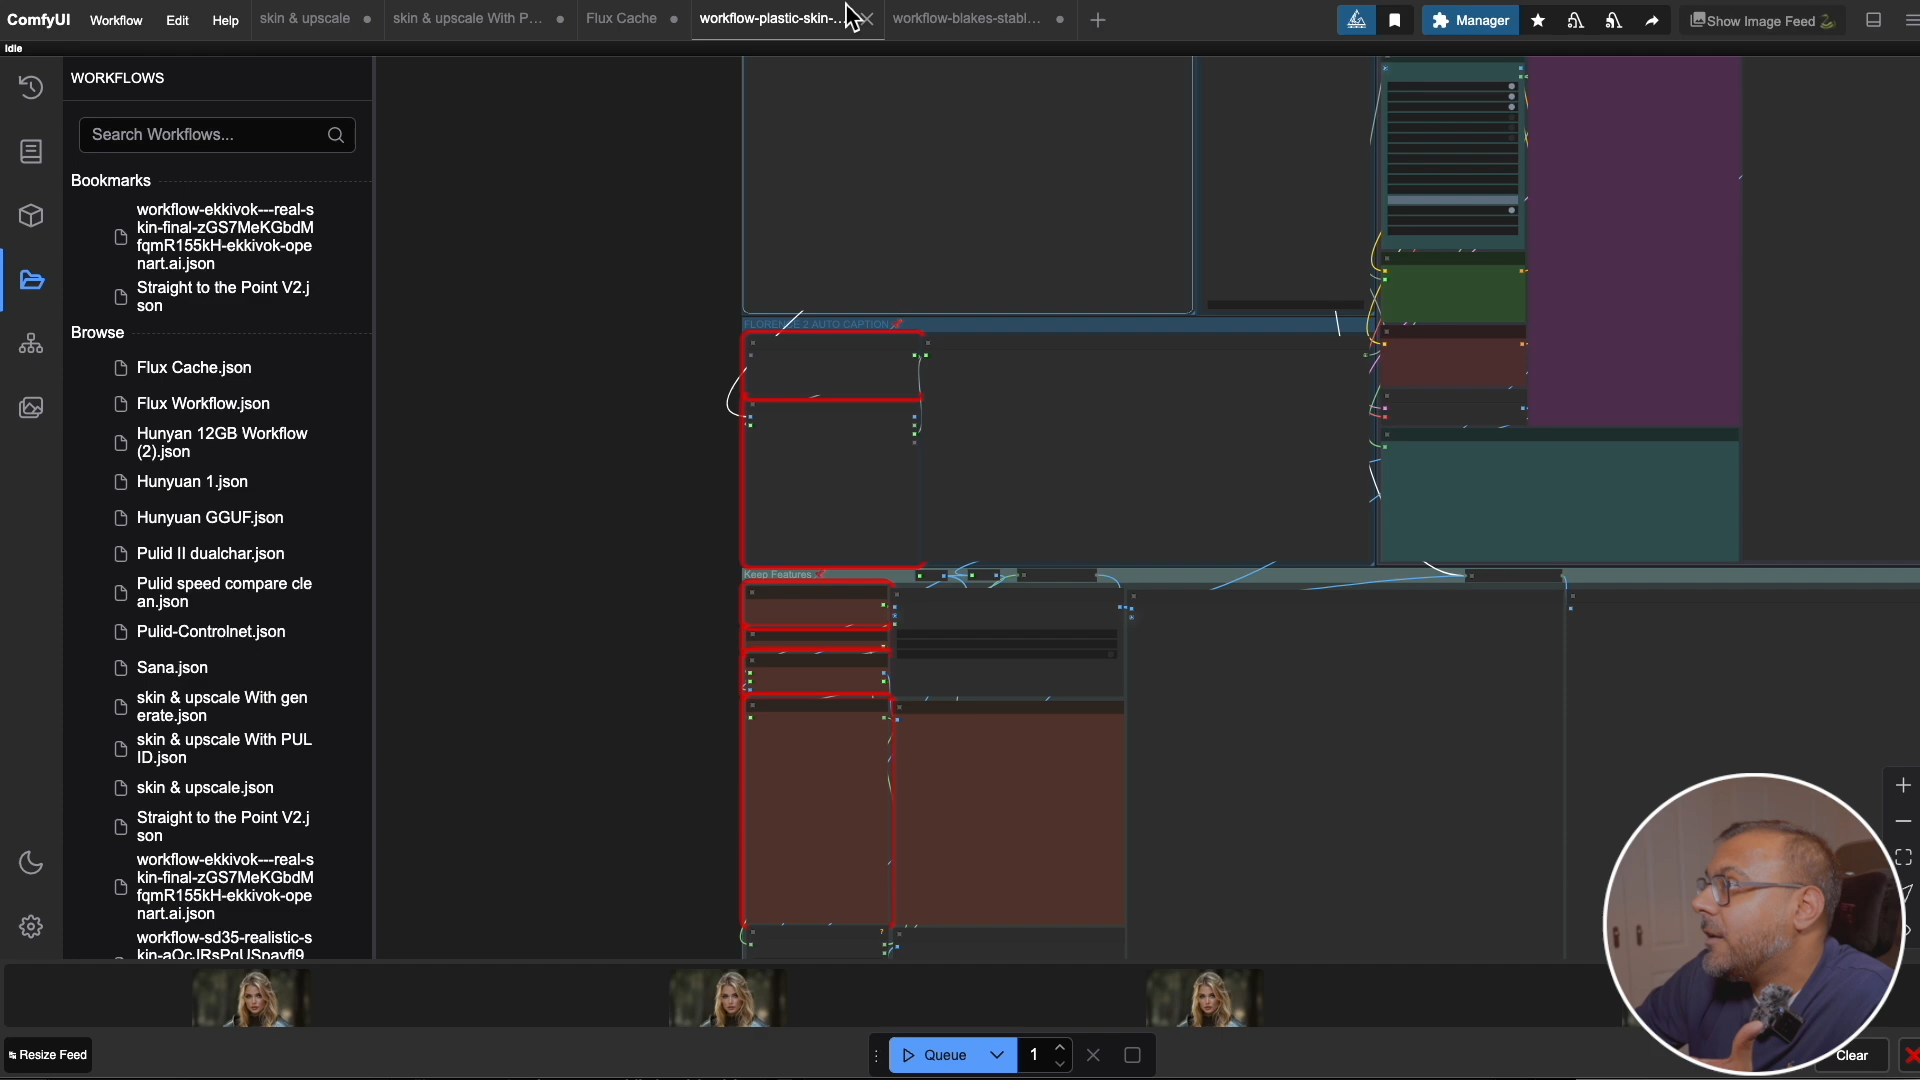 ComfyUI Workflow Edit Help skin & upscale skin & upscale With P... Flux Cache workflow-plastic-skin-... workflow-blakes-stabl... Manager Show Image Feed
Idle
WORKFLOWS
Search Workflows...
Bookmarks
workflow-ekkivok---real-s
kin-final-zGS7MeKGbdM
fqmR155kH-ekkivok-ope
nart.ai.json
Straight to the Point V2.j
son
Browse
Flux Cache.json
Flux Workflow.json
Hunyan 12GB Workflow
(2).json
Hunyuan 1.json
Hunyuan GGUF.json
Pulid II dualchar.json
Pulid speed compare cle
an.json
Pulid-Controlnet.json
Sana.json
skin & upscale With gen
erate.json
skin & upscale With PUL
ID.json
skin & upscale.json
Straight to the Point V2.j
son
workflow-ekkivok---real-s
kin-final-zGS7MeKGbdM
fqmR155kH-ekkivok-ope
nart.ai.json
workflow-sd35-realistic-s
kin-aOcJRsPqUSpavfl9
FLORENCE 2 AUTO CAPTION
Keep Features
Resize Feed
Queue 1
Clear